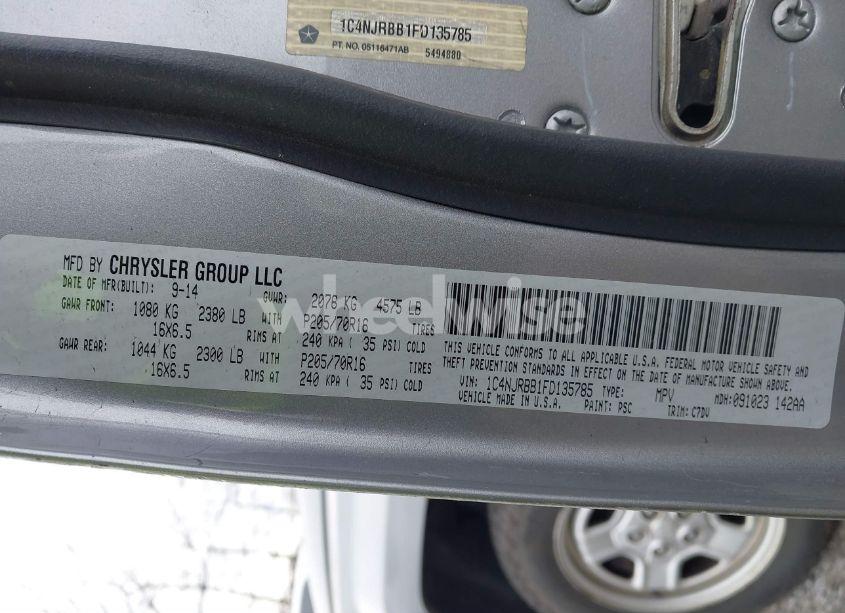 1C4NJRBB1FD135785
PT. NO. 05116471AB 5494880
MFD BY CHRYSLER GROUP LLC
DATE OF MFR(BUILT): 9-14 GVWR: 2076 KG 4575 LB
GAWR FRONT: 1080 KG 2380 LB WITH P205/70R16 TIRES
16X6.5 RIMS AT 240 KPA ( 35 PSI) COLD
GAWR REAR: 1044 KG 2300 LB WITH P205/70R16 TIRES
16X6.5 RIMS AT 240 KPA ( 35 PSI) COLD
THIS VEHICLE CONFORMS TO ALL APPLICABLE U.S.A. FEDERAL MOTOR VEHICLE SAFETY AND
THEFT PREVENTION STANDARDS IN EFFECT ON THE DATE OF MANUFACTURE SHOWN ABOVE.
VIN: 1C4NJRBB1FD135785 TYPE: MPV MDH:091023 142AA
VEHICLE MADE IN U.S.A. PAINT: PSC TRIM: C7DV
wheelwise